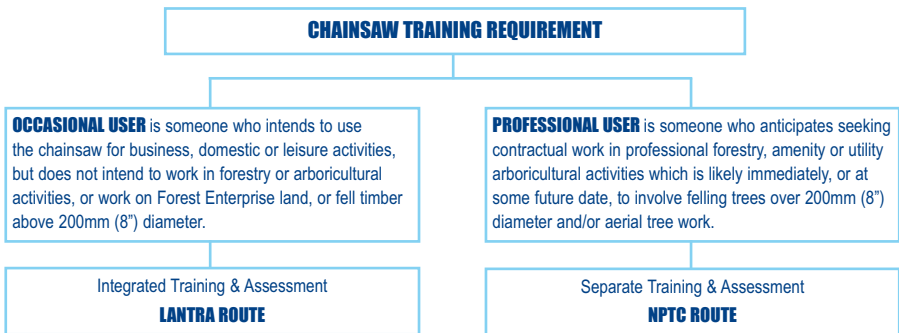 CHAINSAW TRAINING REQUIREMENT
OCCASIONAL USER is someone who intends to use
the chainsaw for business, domestic or leisure activities,
but does not intend to work in forestry or arboricultural
activities, or work on Forest Enterprise land, or fell timber
above 200mm (8”) diameter.
PROFESSIONAL USER is someone who anticipates seeking
contractual work in professional forestry, amenity or utility
arboricultural activities which is likely immediately, or at
some future date, to involve felling trees over 200mm (8”)
diameter and/or aerial tree work.
Integrated Training & Assessment
LANTRA ROUTE
Separate Training & Assessment
NPTC ROUTE